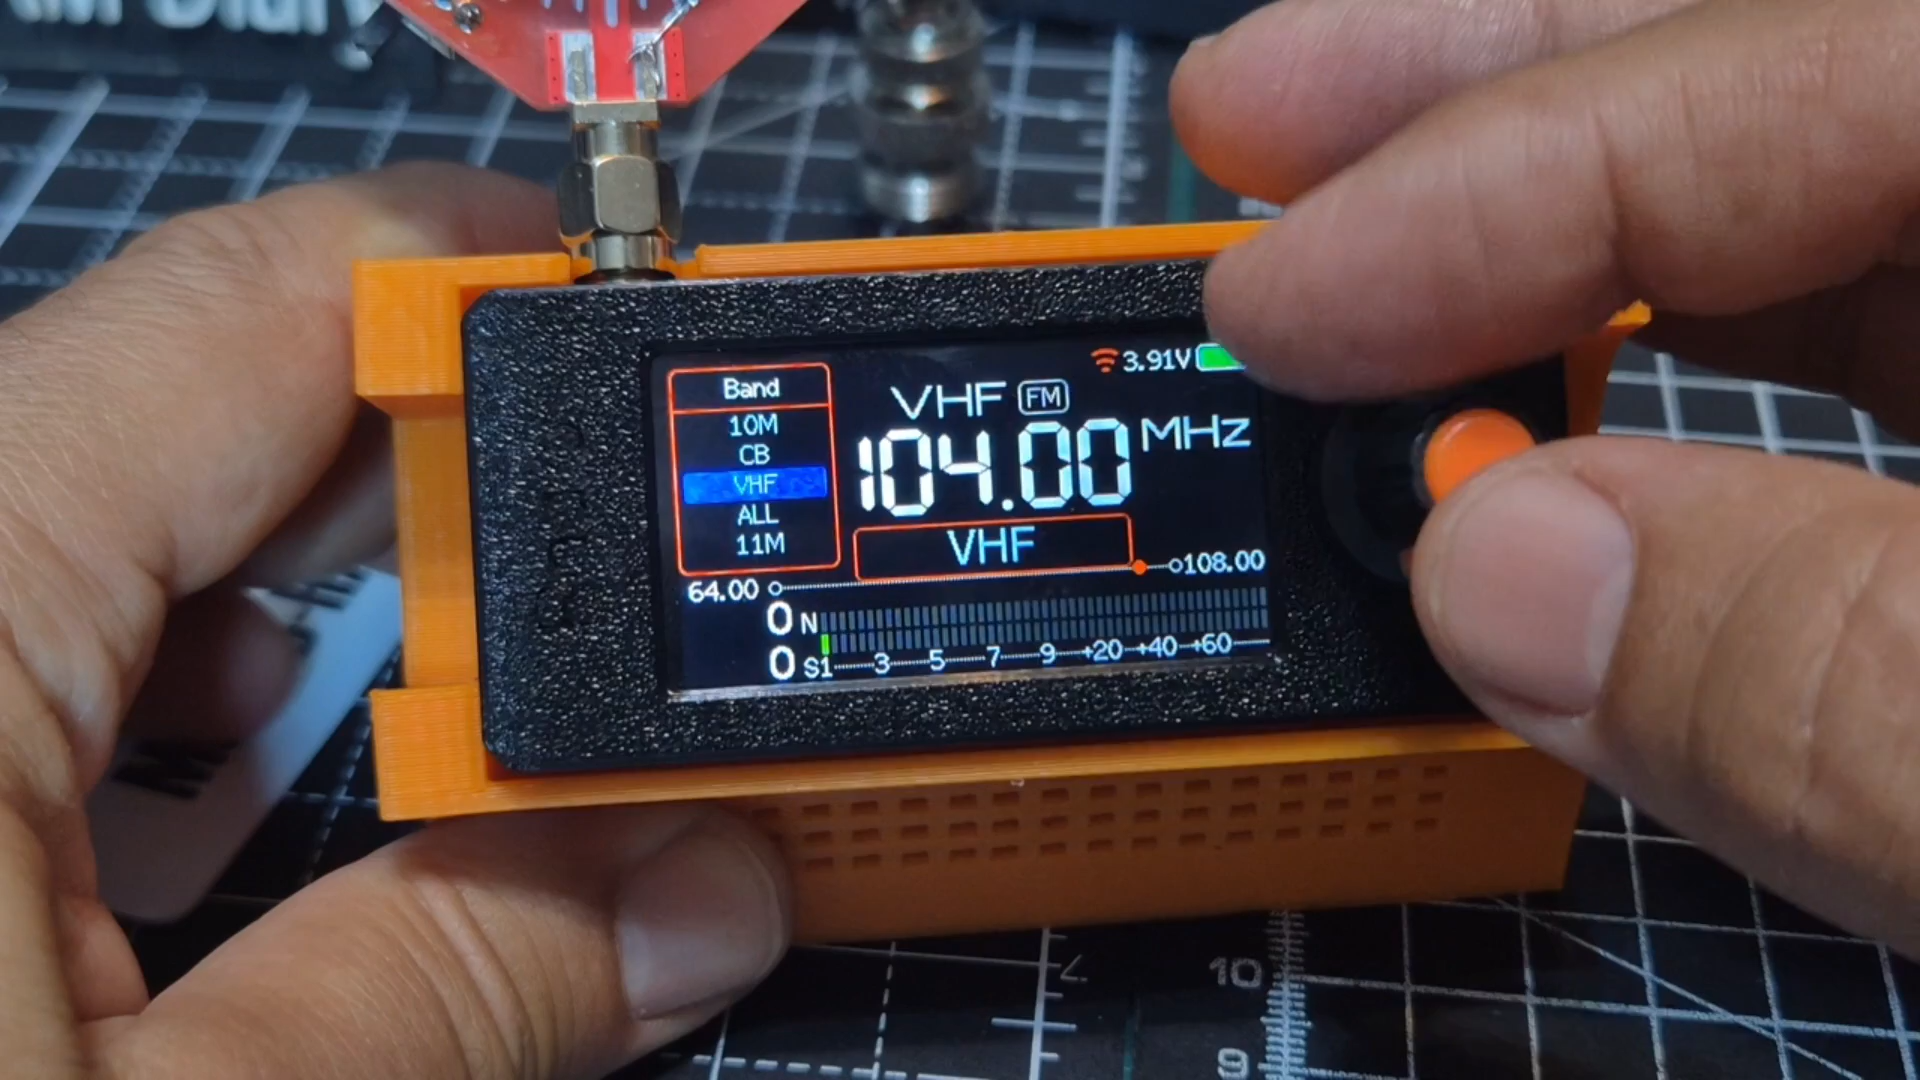 3.91V
Band
10M
CB
VHF
ALL
11M
VHF FM
104.00 MHz
VHF
64.00
108.00
0 N
0 S1 3 5 7 9 +20 +40 +60
10
9